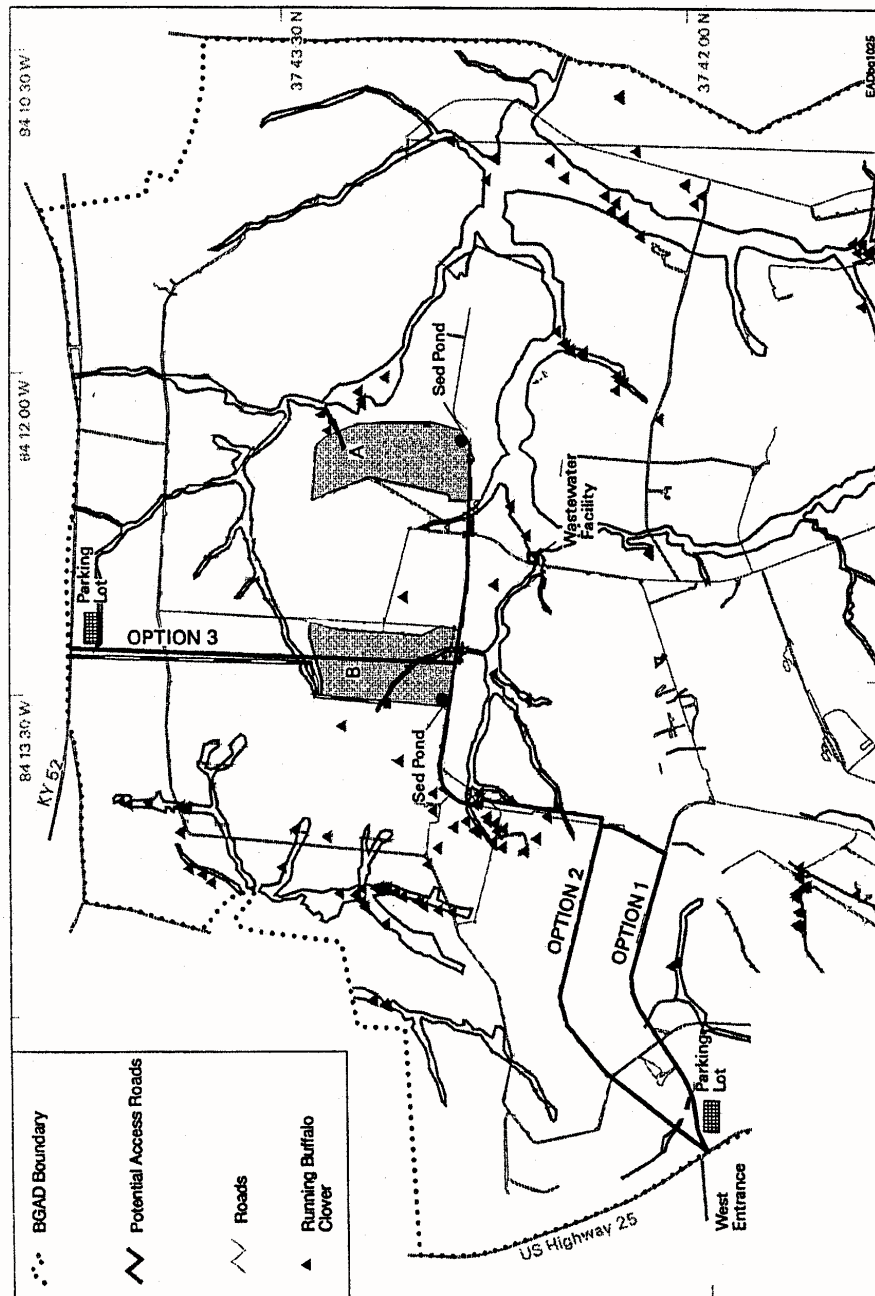 BGAD Boundary
Potential Access Roads
Roads
Running Buffalo
Clover
84 13 30 W
84 12 00 W
84 10 30 W
37 43 30 N
37 42 00 N
KY 52
Parking
Lot
OPTION 3
B
A
Sed Pond
Sed Pond
Wastewater
Facility
OPTION 2
OPTION 1
Parking
Lot
West
Entrance
US Highway 25